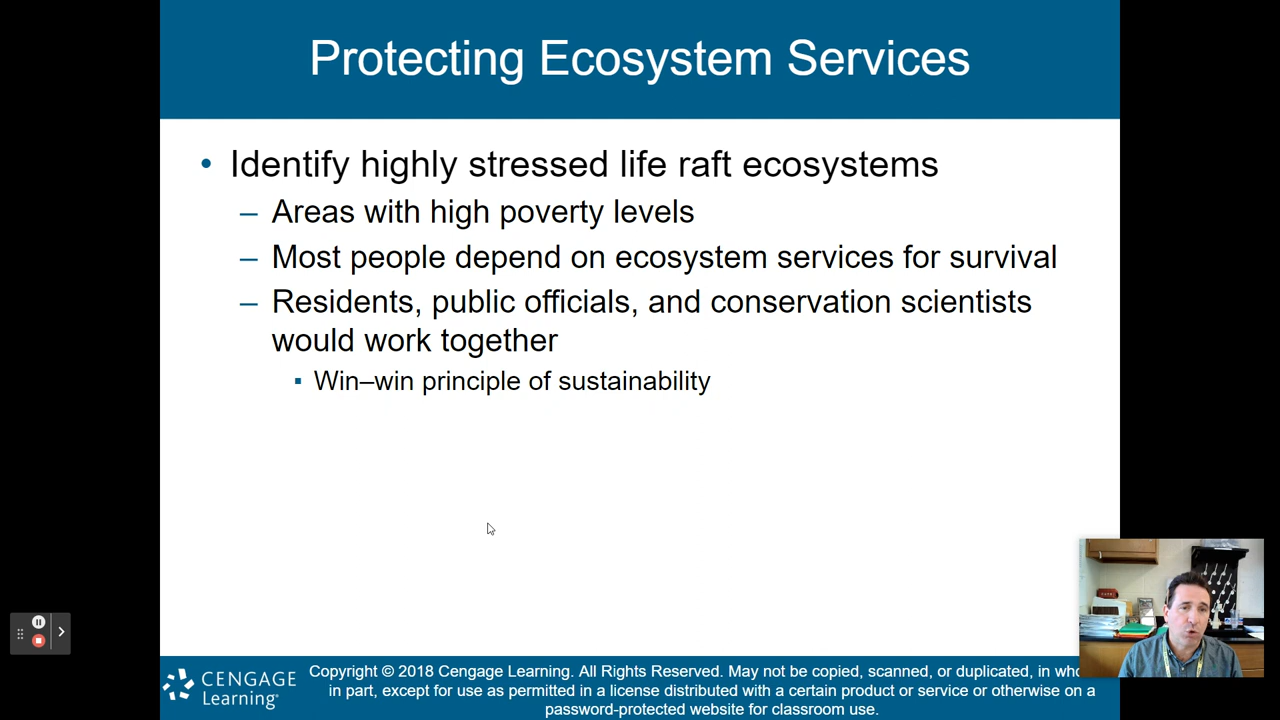 Protecting Ecosystem Services
• Identify highly stressed life raft ecosystems
– Areas with high poverty levels
– Most people depend on ecosystem services for survival
– Residents, public officials, and conservation scientists
would work together
▪ Win–win principle of sustainability
CENGAGE
Learning®
Copyright © 2018 Cengage Learning. All Rights Reserved. May not be copied, scanned, or duplicated, in
in part, except for use as permitted in a license distributed with a certain product or service or otherwise on a
password-protected website for classroom use.